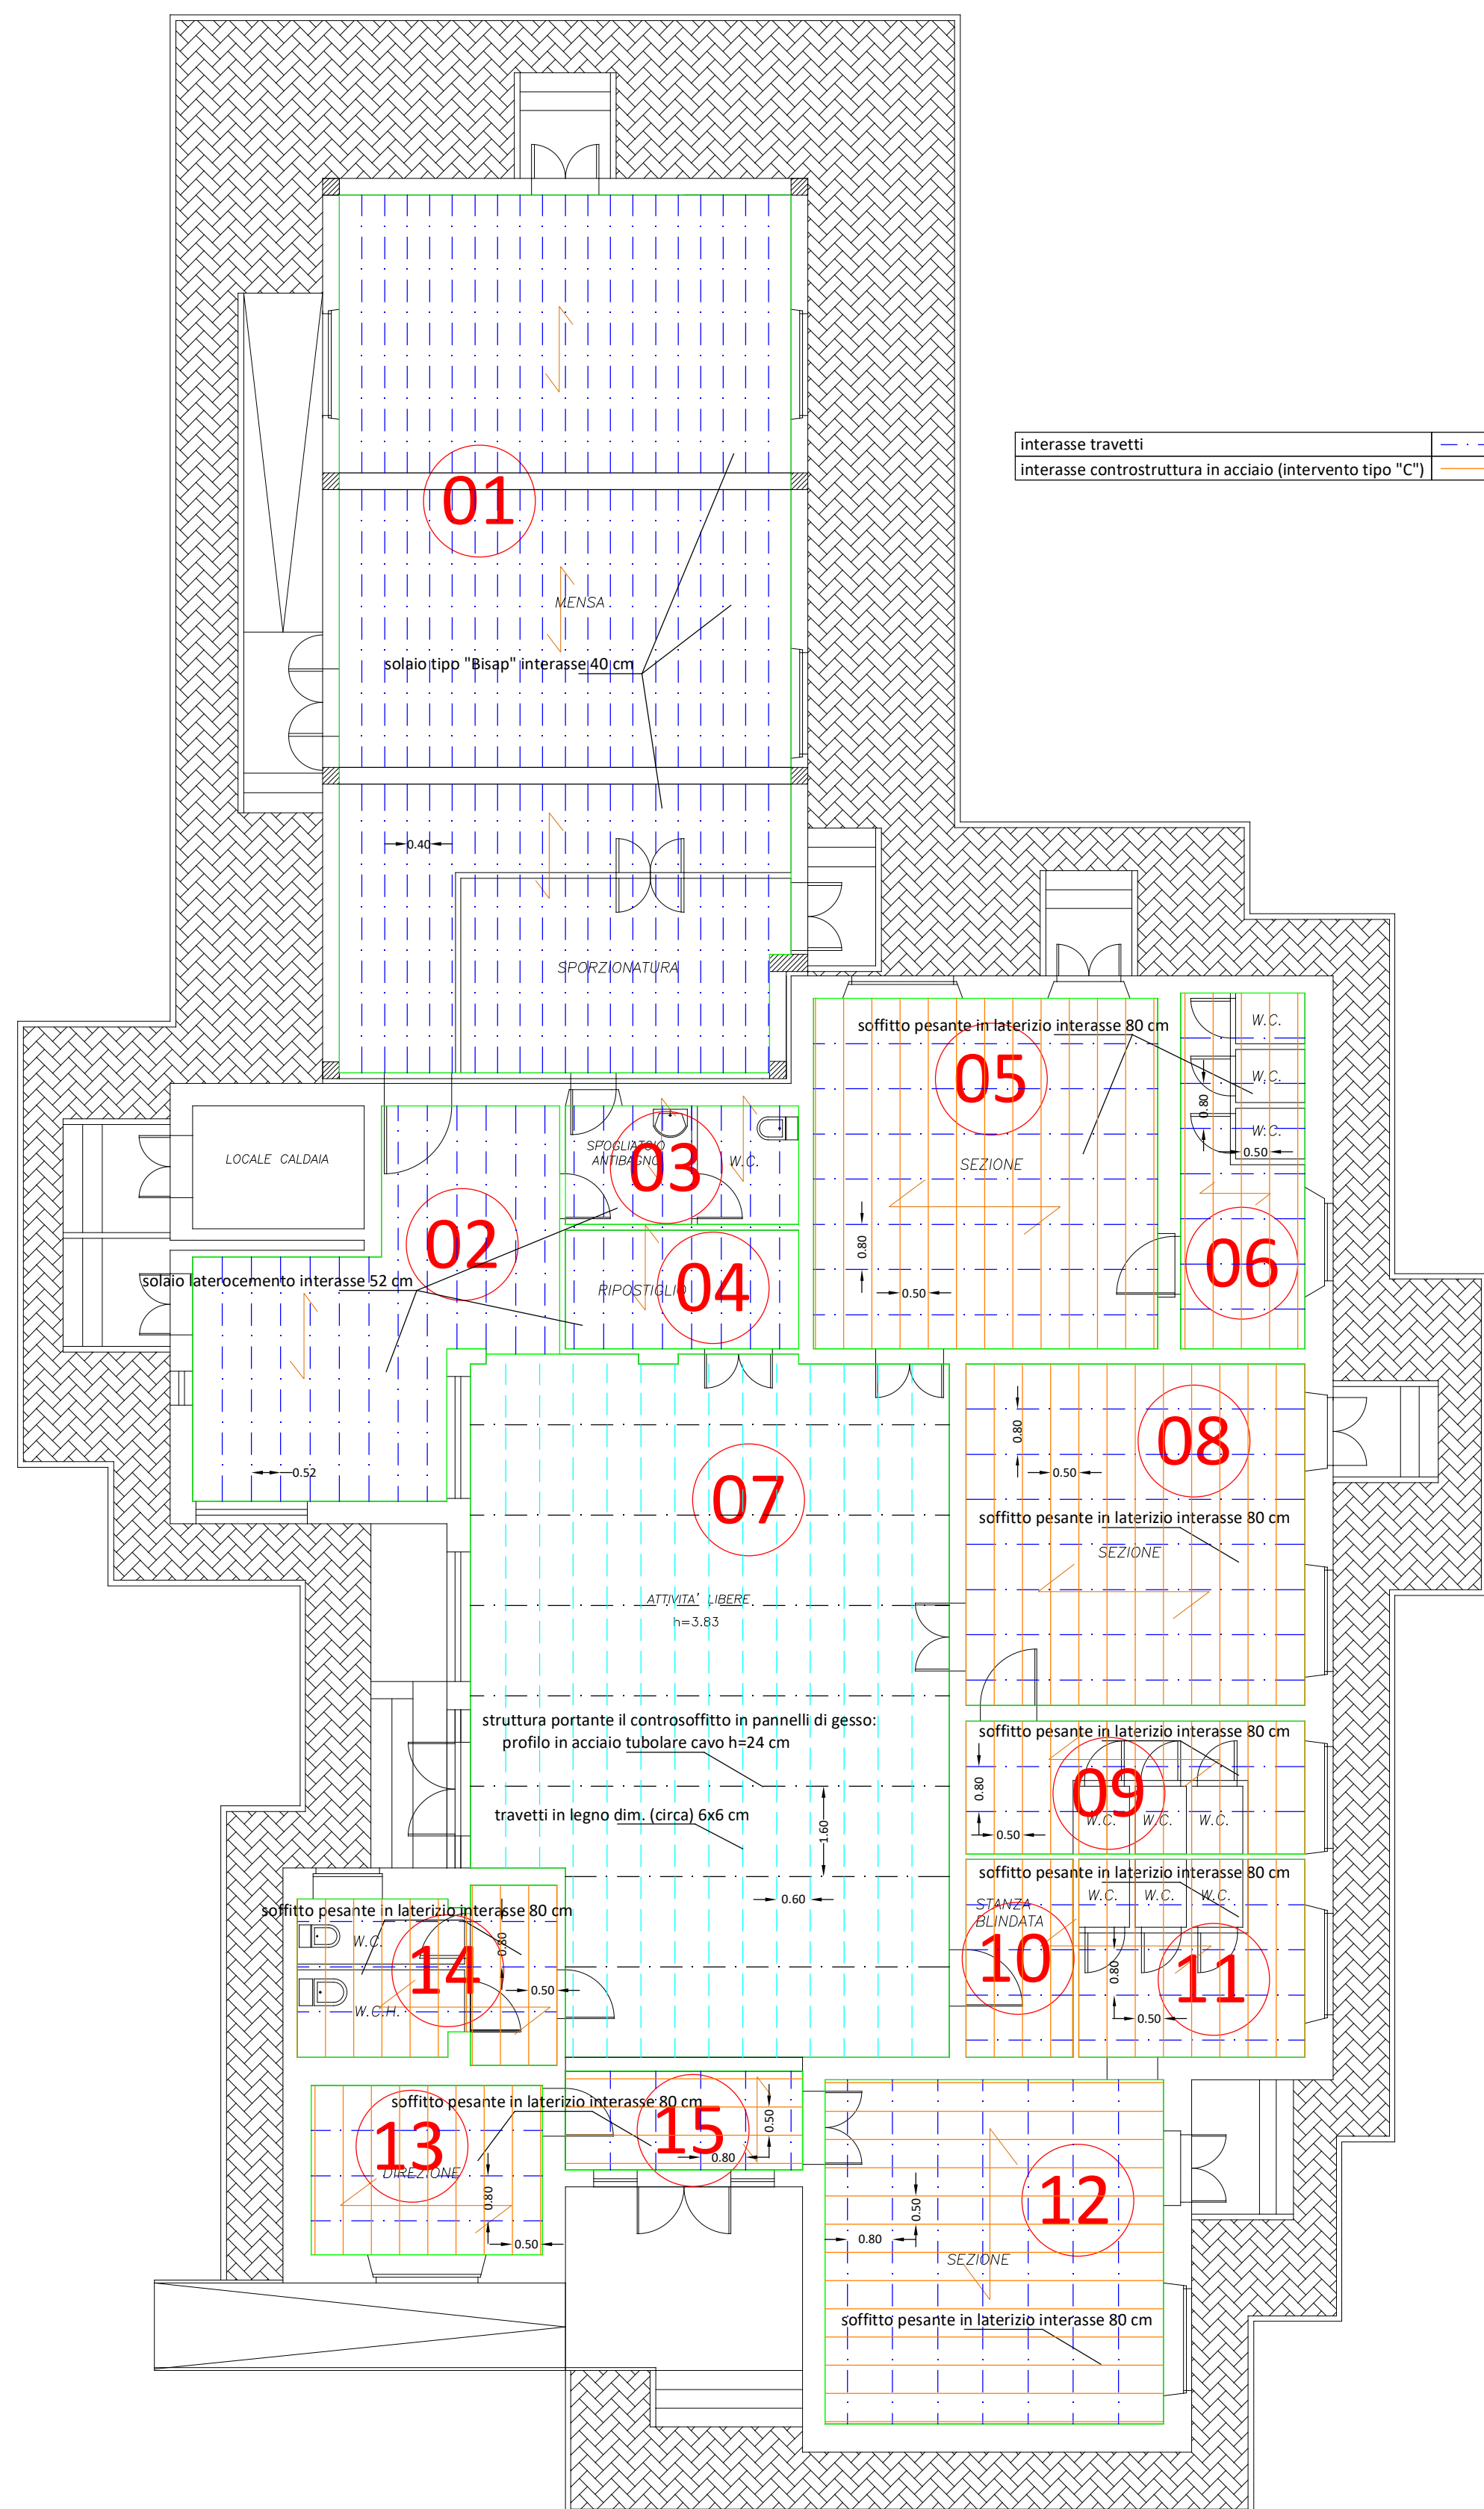 interasse travetti
interasse controstruttura in acciaio (intervento tipo "C")
01
MENSA
solaio tipo "Bisap" interasse 40 cm
0.40
SPORZIONATURA
soffitto pesante in laterizio interasse 80 cm
W.C.
05
W.C.
0.80
W.C.
0.50
LOCALE CALDAIA
SPOGLIATOIO
ANTIBAGNO
03
W.C.
SEZIONE
02
06
solaio laterocemento interasse 52 cm
RIPOSTIGLIO
04
0.80
0.50
0.52
07
0.80
08
0.50
soffitto pesante in laterizio interasse 80 cm
SEZIONE
ATTIVITA' LIBERE
h=3.83
struttura portante il controsoffitto in pannelli di gesso:
profilo in acciaio tubolare cavo h=24 cm
soffitto pesante in laterizio interasse 80 cm
0.80
09
W.C.
W.C.
W.C.
0.50
travetti in legno dim. (circa) 6x6 cm
1.60
0.60
soffitto pesante in laterizio interasse 80 cm
STANZA
BLINDATA
W.C.
W.C.
W.C.
10
0.80
11
0.50
soffitto pesante in laterizio interasse 80 cm
W.C.
0.80
14
0.50
W.C.H.
soffitto pesante in laterizio interasse 80 cm
13
DIREZIONE
0.80
0.50
15
0.50
0.80
12
0.50
0.80
SEZIONE
soffitto pesante in laterizio interasse 80 cm